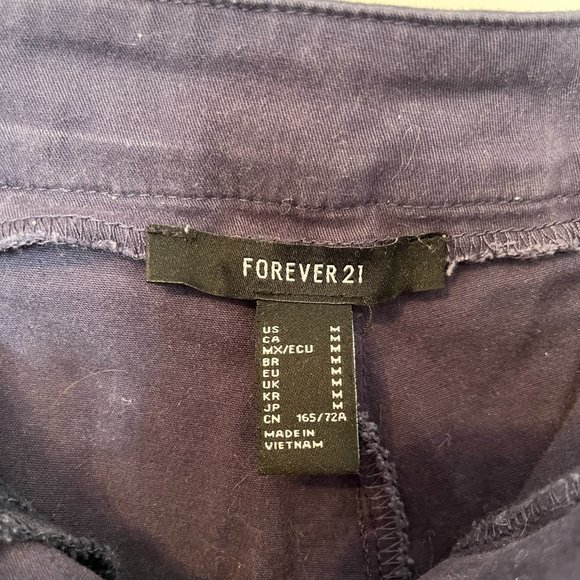 FOREVER 21
US M
CA M
MX/ECU M
BR M
EU M
UK M
KR M
JP M
CN 165/72A
MADE IN
VIETNAM